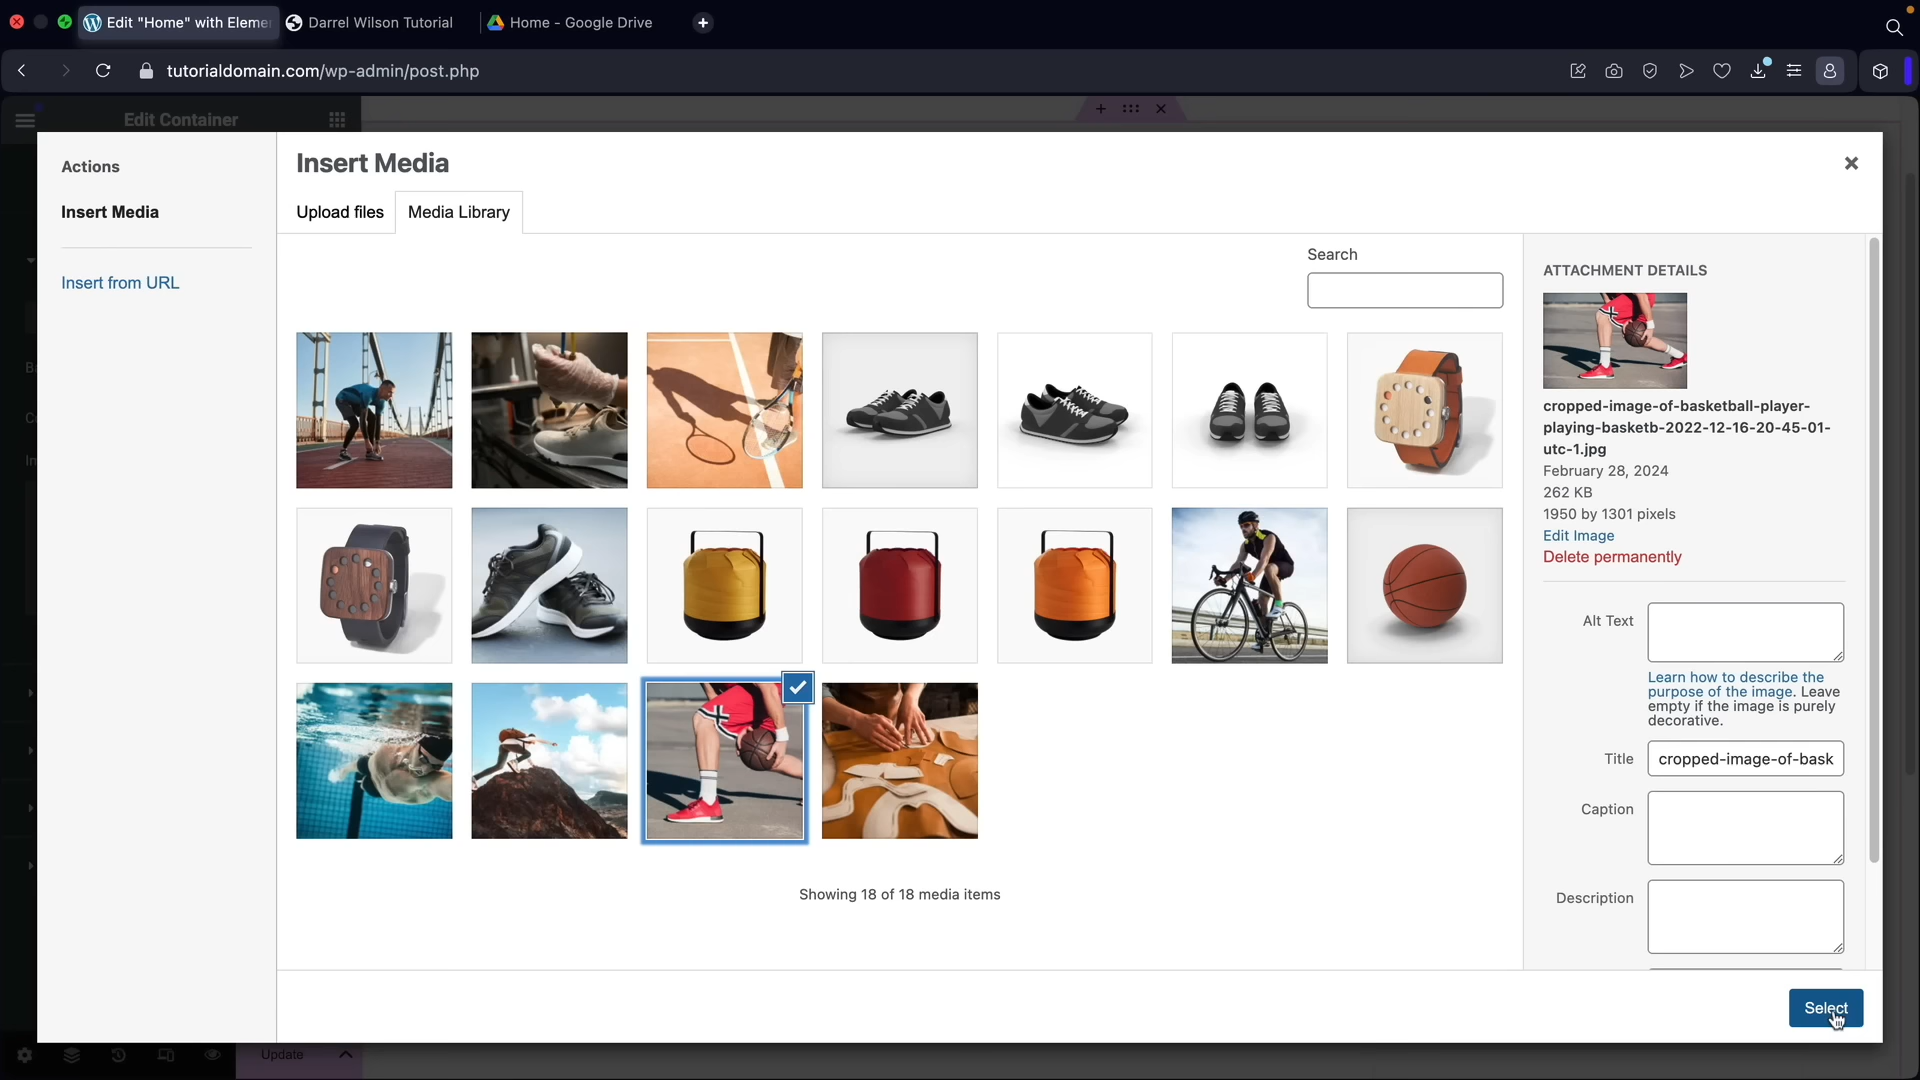 Edit "Home" with Eleme
Darrel Wilson Tutorial
Home - Google Drive
tutorialdomain.com/wp-admin/post.php
Edit Container
Actions
Insert Media
Insert from URL
Insert Media
Upload files
Media Library
Search
ATTACHMENT DETAILS
cropped-image-of-basketball-player-
playing-basketb-2022-12-16-20-45-01-
utc-1.jpg
February 28, 2024
262 KB
1950 by 1301 pixels
Edit Image
Delete permanently
Alt Text
Learn how to describe the
purpose of the image. Leave
empty if the image is purely
decorative.
Title
cropped-image-of-bask
Caption
Description
Showing 18 of 18 media items
Select
Update